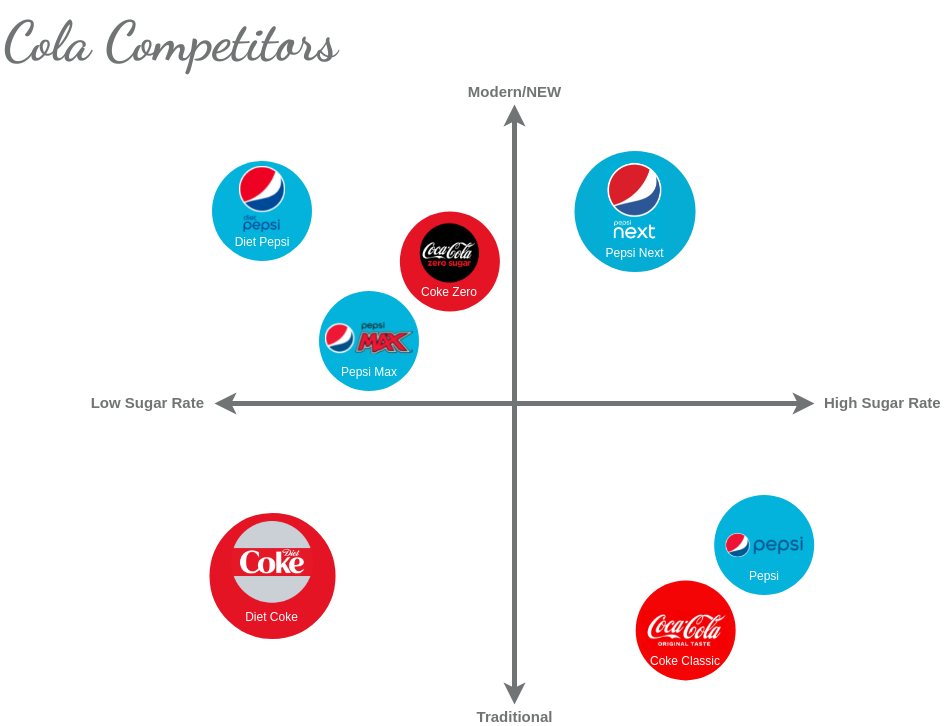 Cola Competitors
Modern/NEW
diet
pepsi
Diet Pepsi
Coca-Cola
zero sugar
Coke Zero
pepsi
next
Pepsi Next
pepsi
MAX
Pepsi Max
Low Sugar Rate
High Sugar Rate
Diet
Coke
Diet Coke
pepsi
Pepsi
Coca-Cola
ORIGINAL TASTE
Coke Classic
Traditional